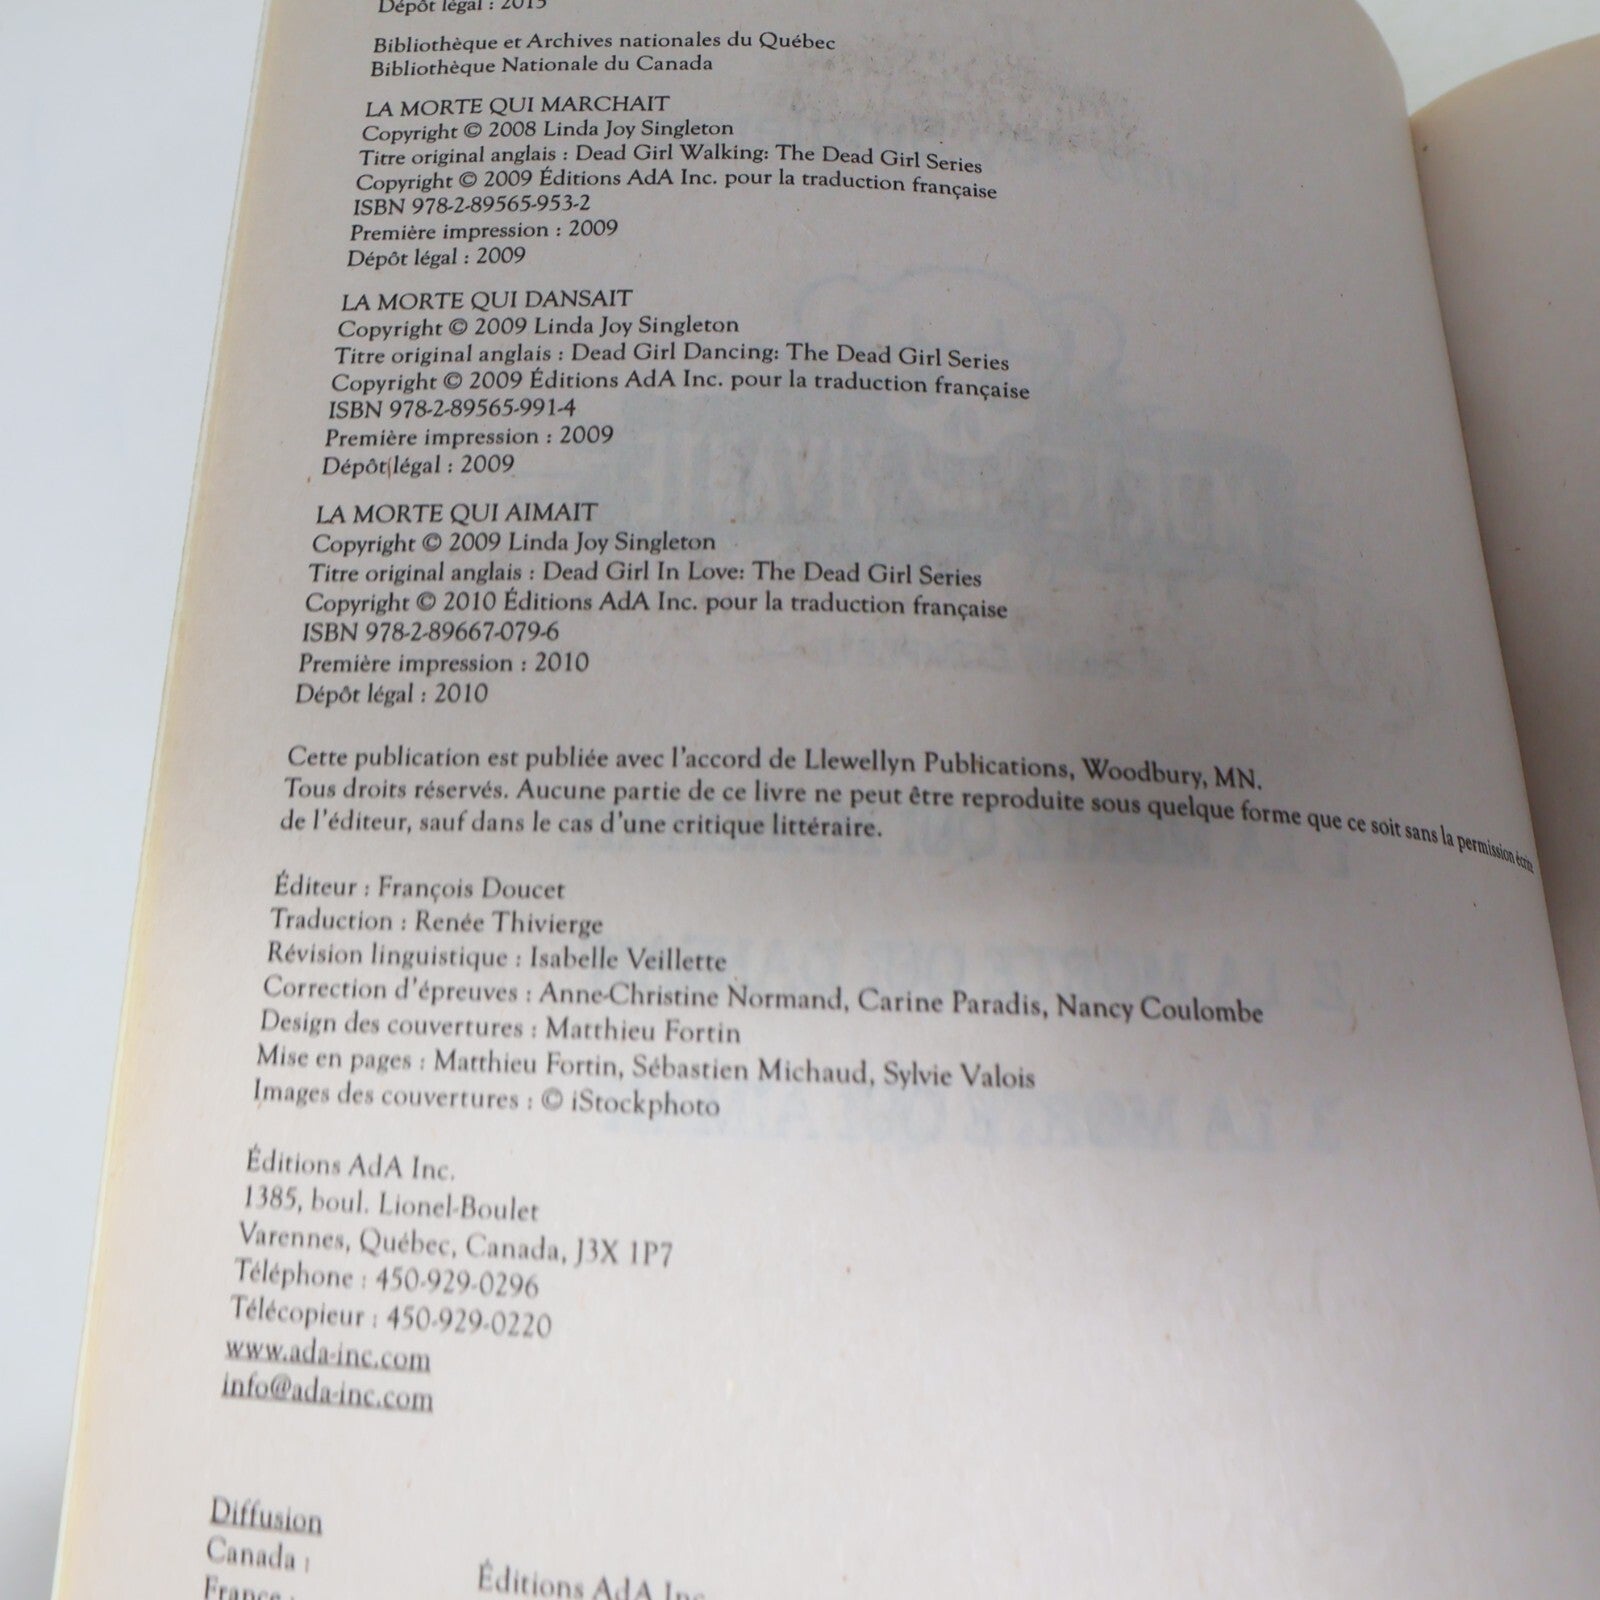 Dépôt légal : 2015
Bibliothèque et Archives nationales du Québec
Bibliothèque Nationale du Canada
LA MORTE QUI MARCHAIT
Copyright © 2008 Linda Joy Singleton
Titre original anglais : Dead Girl Walking: The Dead Girl Series
Copyright © 2009 Éditions AdA Inc. pour la traduction française
ISBN 978-2-89565-953-2
Première impression : 2009
Dépôt légal : 2009
LA MORTE QUI DANSAIT
Copyright © 2009 Linda Joy Singleton
Titre original anglais : Dead Girl Dancing: The Dead Girl Series
Copyright © 2009 Éditions AdA Inc. pour la traduction française
ISBN 978-2-89565-991-4
Première impression : 2009
Dépôt légal : 2009
LA MORTE QUI AIMAIT
Copyright © 2009 Linda Joy Singleton
Titre original anglais : Dead Girl In Love: The Dead Girl Series
Copyright © 2010 Éditions AdA Inc. pour la traduction française
ISBN 978-2-89667-079-6
Première impression : 2010
Dépôt légal : 2010
Cette publication est publiée avec l'accord de Llewellyn Publications, Woodbury, MN.
Tous droits réservés. Aucune partie de ce livre ne peut être reproduite sous quelque forme que ce soit sans la permission
de l'éditeur, sauf dans le cas d'une critique littéraire.
Éditeur : François Doucet
Traduction : Renée Thivierge
Révision linguistique : Isabelle Veillette
Correction d'épreuves : Anne-Christine Normand, Carine Paradis, Nancy Coulombe
Design des couvertures : Matthieu Fortin
Mise en pages : Matthieu Fortin, Sébastien Michaud, Sylvie Valois
Images des couvertures : © iStockphoto
Éditions AdA Inc.
1385, boul. Lionel-Boulet
Varennes, Québec, Canada, J3X 1P7
Téléphone : 450-929-0296
Télécopieur : 450-929-0220
www.ada-inc.com
info@ada-inc.com
Diffusion
Canada : Éditions AdA Inc.
France :